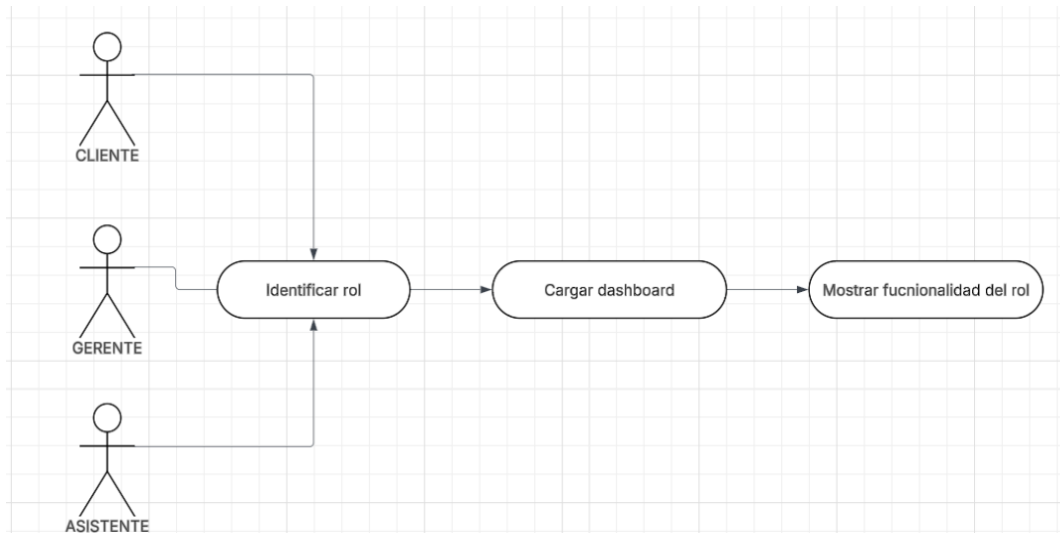 CLIENTE
GERENTE
Identificar rol
Cargar dashboard
Mostrar fucnionalidad del rol
ASISTENTE